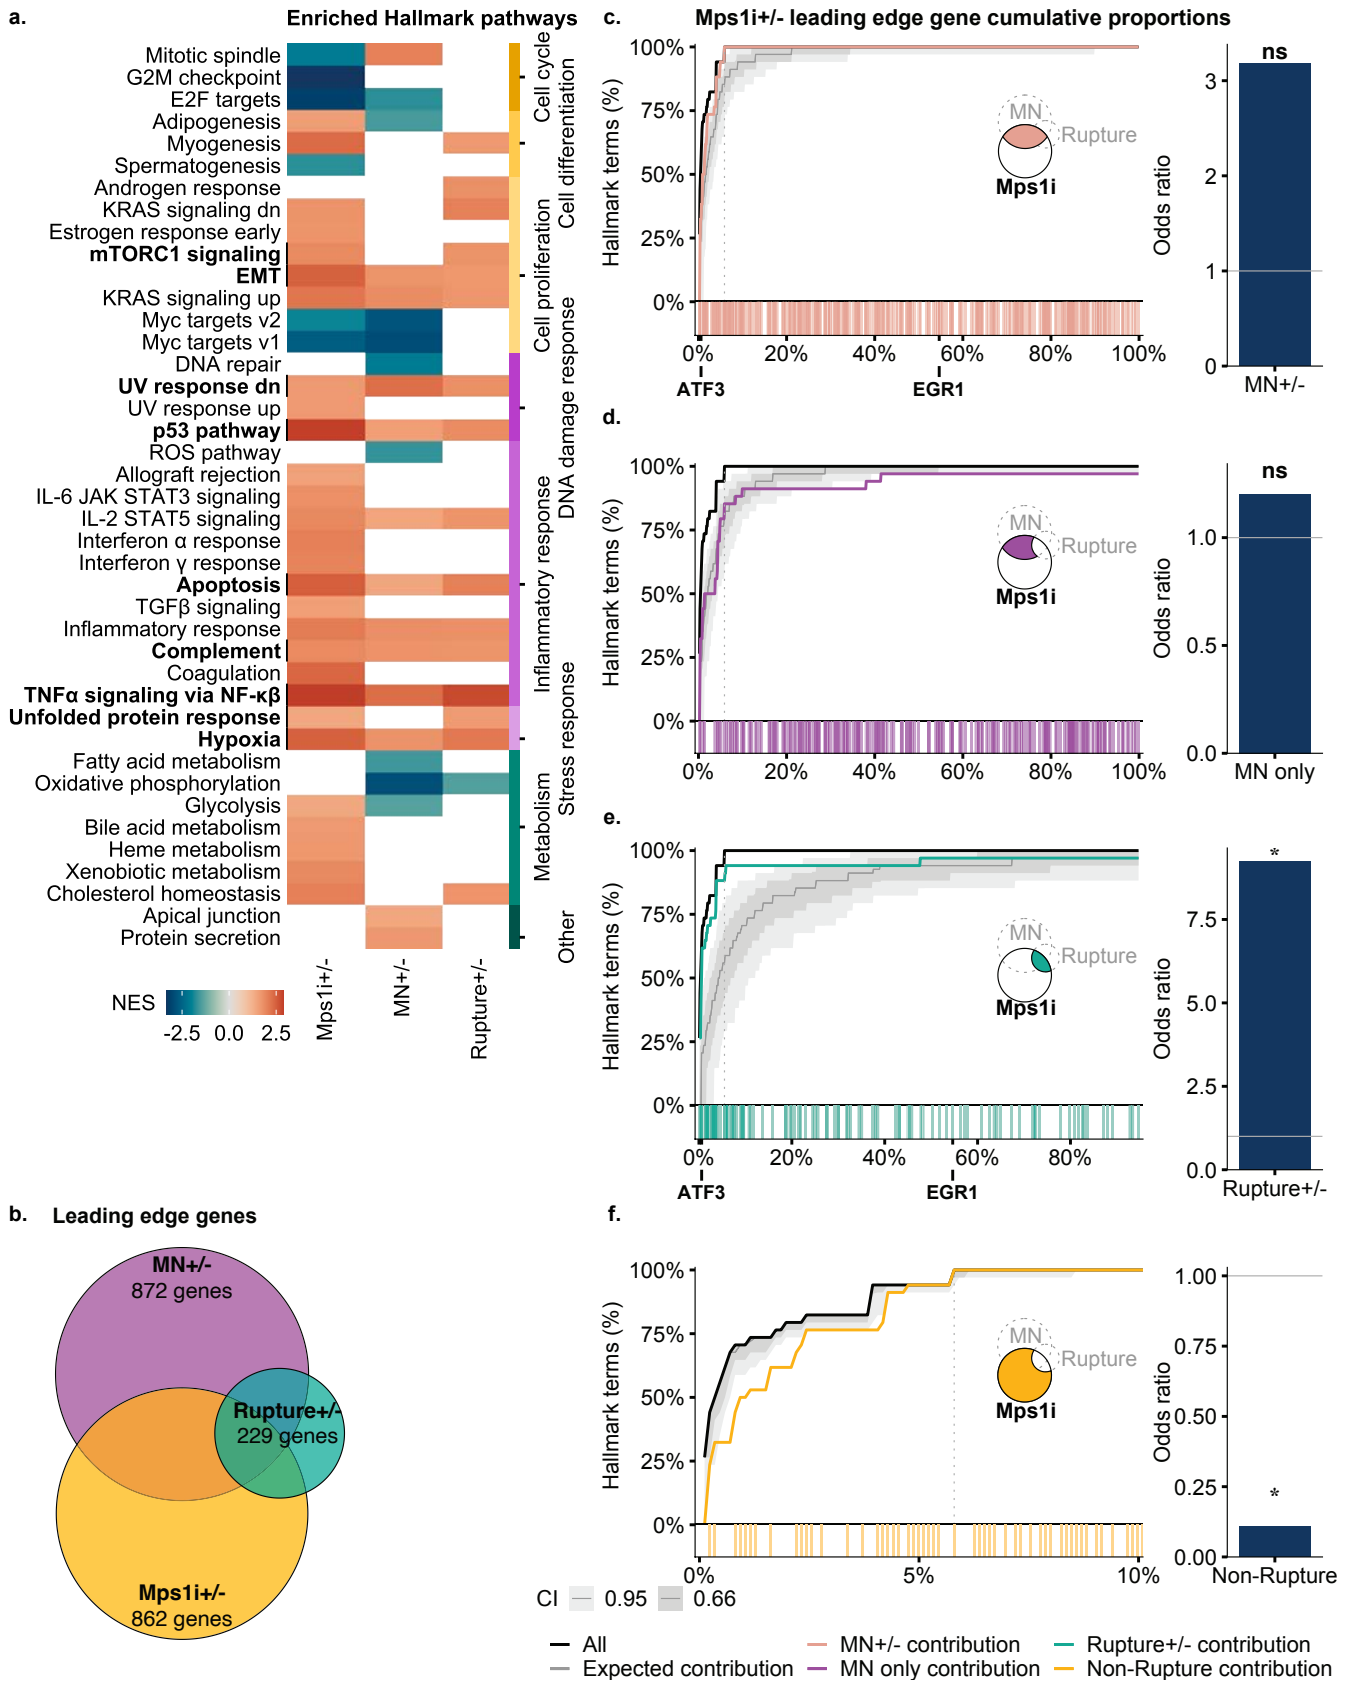 a.
Enriched Hallmark pathways
Mitotic spindle
G2M checkpoint
E2F targets
Adipogenesis
Myogenesis
Spermatogenesis
Androgen response
KRAS signaling dn
Estrogen response early
mTORC1 signaling
EMT
KRAS signaling up
Myc targets v2
Myc targets v1
DNA repair
UV response dn
UV response up
p53 pathway
ROS pathway
Allograft rejection
IL-6 JAK STAT3 signaling
IL-2 STAT5 signaling
Interferon α response
Interferon γ response
Apoptosis
TGFβ signaling
Inflammatory response
Complement
Coagulation
TNFα signaling via NF-κβ
Unfolded protein response
Hypoxia
Fatty acid metabolism
Oxidative phosphorylation
Glycolysis
Bile acid metabolism
Heme metabolism
Xenobiotic metabolism
Cholesterol homeostasis
Apical junction
Protein secretion
Cell cycle
Cell differentiation
Cell proliferation
DNA damage response
Inflammatory response
Stress response
Metabolism
Other
Mps1i+/-
MN+/-
Rupture+/-
NES
-2.5 0.0 2.5
b. Leading edge genes
MN+/-
872 genes
Rupture+/-
229 genes
Mps1i+/-
862 genes
c.
Mps1i+/- leading edge gene cumulative proportions
Hallmark terms (%)
100%
75%
50%
25%
0%
MN
Rupture
Mps1i
0% 20% 40% 60% 80% 100%
ATF3 EGR1
Odds ratio
ns
3
2
1
0
MN+/-
d.
Hallmark terms (%)
100%
75%
50%
25%
0%
MN
Rupture
Mps1i
0% 20% 40% 60% 80% 100%
Odds ratio
ns
1.0
0.5
0.0
MN only
e.
Hallmark terms (%)
100%
75%
50%
25%
0%
MN
Rupture
Mps1i
0% 20% 40% 60% 80%
ATF3 EGR1
Odds ratio
*
7.5
5.0
2.5
0.0
Rupture+/-
f.
Hallmark terms (%)
100%
75%
50%
25%
0%
MN
Rupture
Mps1i
0% 5% 10%
Odds ratio
1.00
0.75
0.50
0.25
*
0.00
Non-Rupture
CI 0.95 0.66
All MN+/- contribution Rupture+/- contribution
Expected contribution MN only contribution Non-Rupture contribution